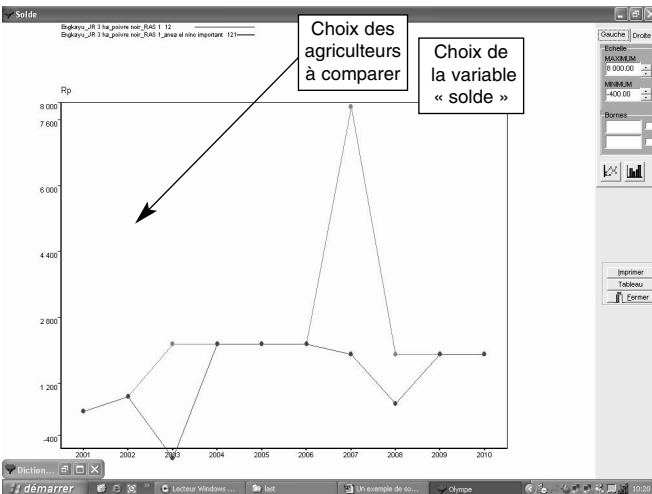 Solde
Engkayu_JR 3 ha_poivre noir_RAS 1 12
Engkayu_JR 3 ha_poivre noir_RAS 1_anea el nino important 121
Choix des
agriculteurs
à comparer
Choix de
la variable
« solde »
Gauche Droite
Echelle
MAXIMUM
8 000.00
MINIMUM
-400.00
Bornes
Rp
8 000
7 600
6 000
4 400
2 800
1 200
-400
2001 2002 2003 2004 2005 2006 2007 2008 2009 2010
Imprimer
Tableau
Fermer
Diction...
démarrer
Lecteur Windows ...
last
Un exemple de so...
Olympe
10:20